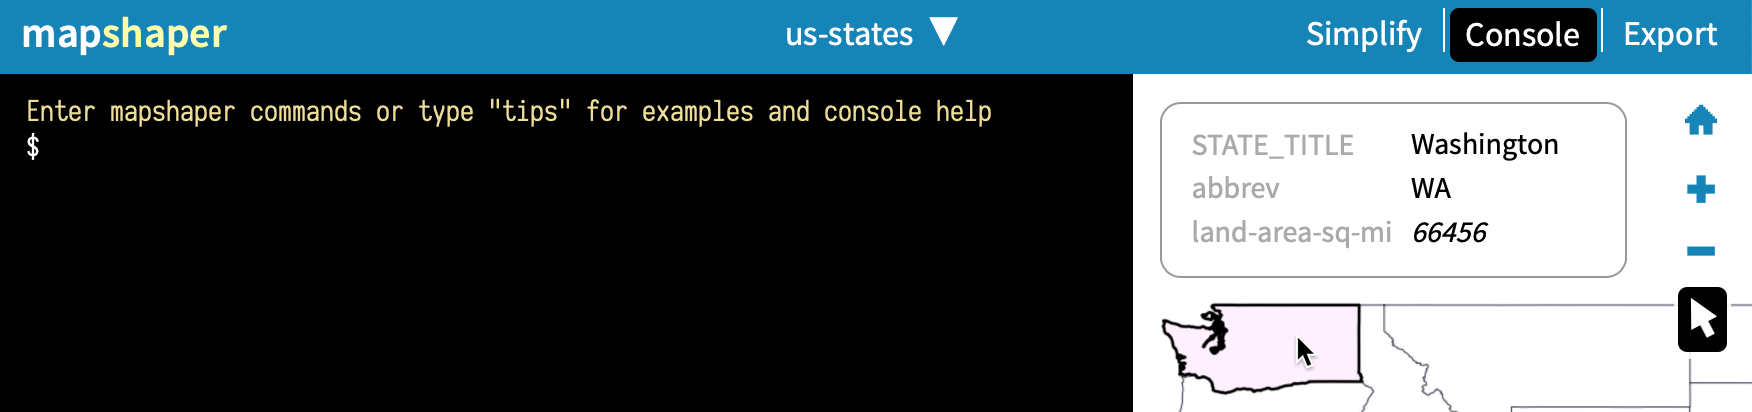 mapshaper
us-states ▼
Simplify
Console
Export
Enter mapshaper commands or type "tips" for examples and console help
$
STATE_TITLE Washington
abbrev WA
land-area-sq-mi 66456